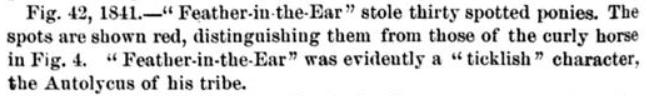 Fig. 42, 1841.—“ Feather-in-the-Ear” stole thirty spotted ponies. The
spots are shown red, distinguishing them from those of the curly horse
in Fig. 4. “ Feather-in-the-Ear” was evidently a “ ticklish” character,
the Autolycus of his tribe.